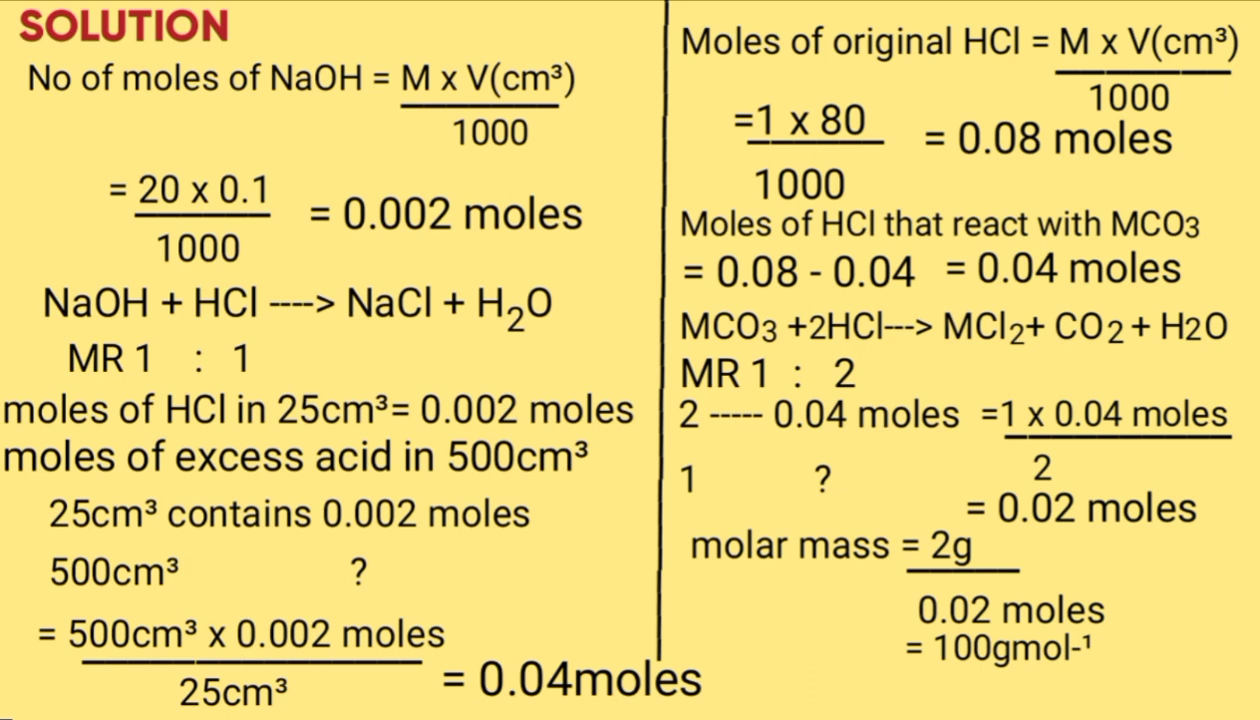 SOLUTION
No of moles of NaOH = M x V(cm³)
1000
= 20 x 0.1 = 0.002 moles
1000
NaOH + HCl ----> NaCl + H₂O
MR 1 : 1
moles of HCl in 25cm³= 0.002 moles
moles of excess acid in 500cm³
25cm³ contains 0.002 moles
500cm³ ?
= 500cm³ x 0.002 moles
25cm³
= 0.04moles
Moles of original HCl = M x V(cm³)
1000
=1 x 80 = 0.08 moles
1000
Moles of HCl that react with MCO3
= 0.08 - 0.04 = 0.04 moles
MCO₃ +2HCl---> MCl₂+ CO₂ + H2O
MR 1 : 2
2 ----- 0.04 moles =1 x 0.04 moles
2
1 ?
= 0.02 moles
molar mass = 2g
0.02 moles
= 100gmol-¹